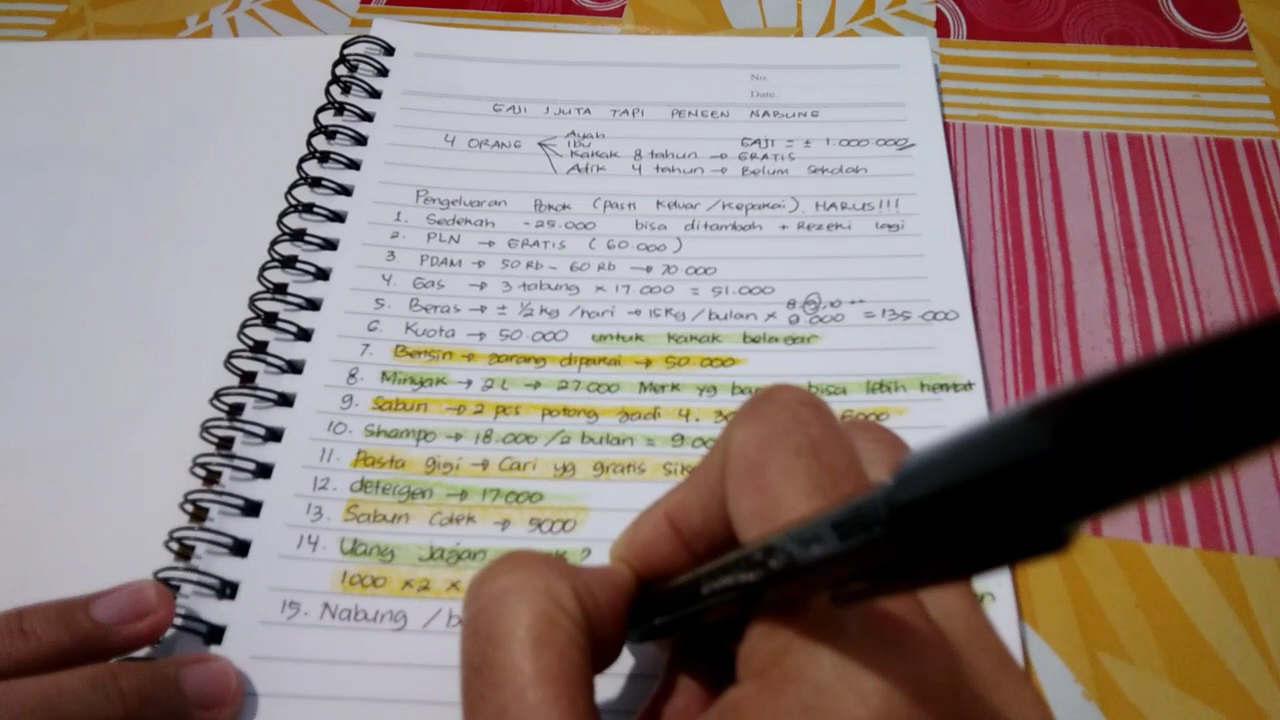 No.
Date.
GAJI 1 JUTA TAPI PENGEN NABUNG
4 ORANG
Ayah
Ibu
GAJI = ± 1.000.000,
Kakak 8 tahun → GRATIS
Adik 4 tahun → Belum Sekolah
Pengeluaran Pokok (pasti keluar/kepakai). HARUS!!!
1. Sedekah -25.000 bisa ditambah + Rezeki lagi
2. PLN → GRATIS (60.000)
3 PDAM → 50 Rb - 60 Rb → 70.000
4. Gas → 3 tabung × 17.000 = 51.000
5. Beras → ± ½ kg /hari → 15kg /bulan × 9.000 = 135.000
6. Kuota → 50.000 untuk kakak belajar
7. Bensin → jarang dipakai → 50.000
8. Minyak → 2L → 27.000 Merk yg bisa lebih hemat
9. Sabun → 2 pcs potong jadi 4.
10. Shampo → 18.000 /2 bulan =
11. Pasta gigi → Cari yg gratis
12. detergen → 17.000
13. Sabun Colek → 5000
14. Uang Jajan ?
1000 × 2 ×
15. Nabung /